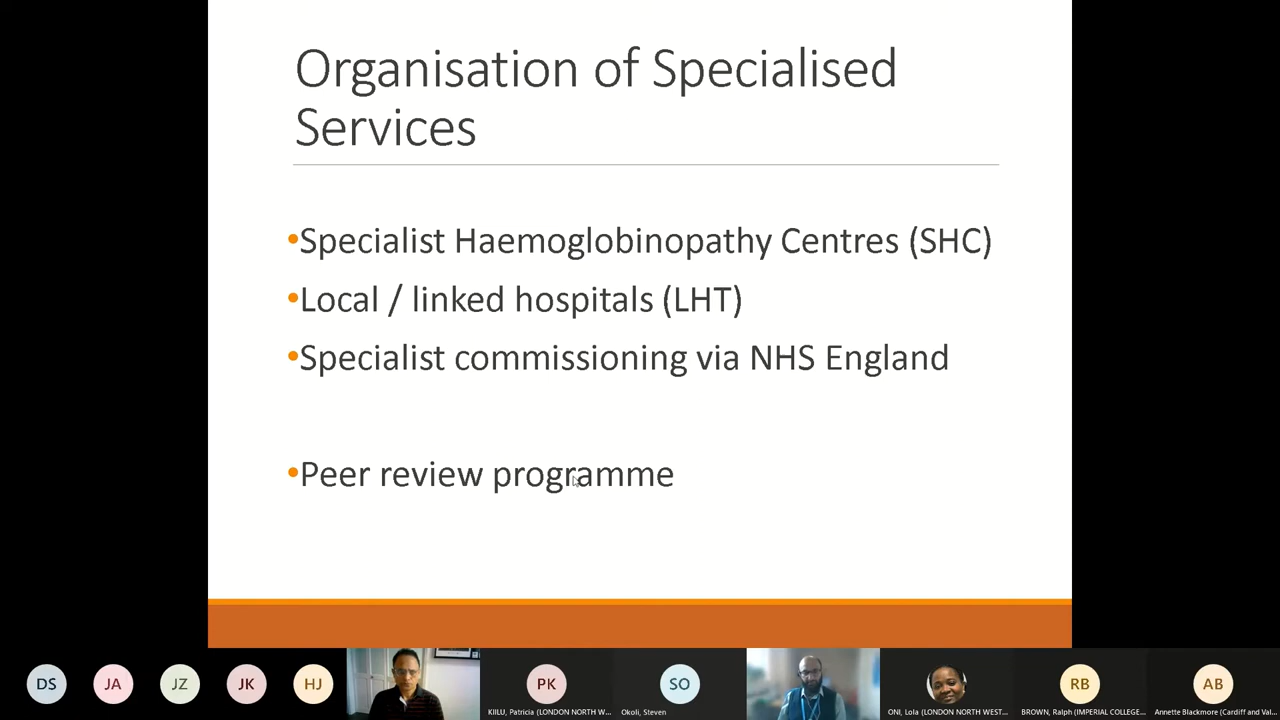 Organisation of Specialised
Services
•Specialist Haemoglobinopathy Centres (SHC)
•Local / linked hospitals (LHT)
•Specialist commissioning via NHS England
•Peer review programme
DS
JA
JZ
JK
HJ
PK
SO
RB
AB
KIILU, Patricia (LONDON NORTH W...
Okoli, Steven
ONI, Lola (LONDON NORTH WEST...
BROWN, Ralph (IMPERIAL COLLEGE...
Annette Blackmore (Cardiff and Val...